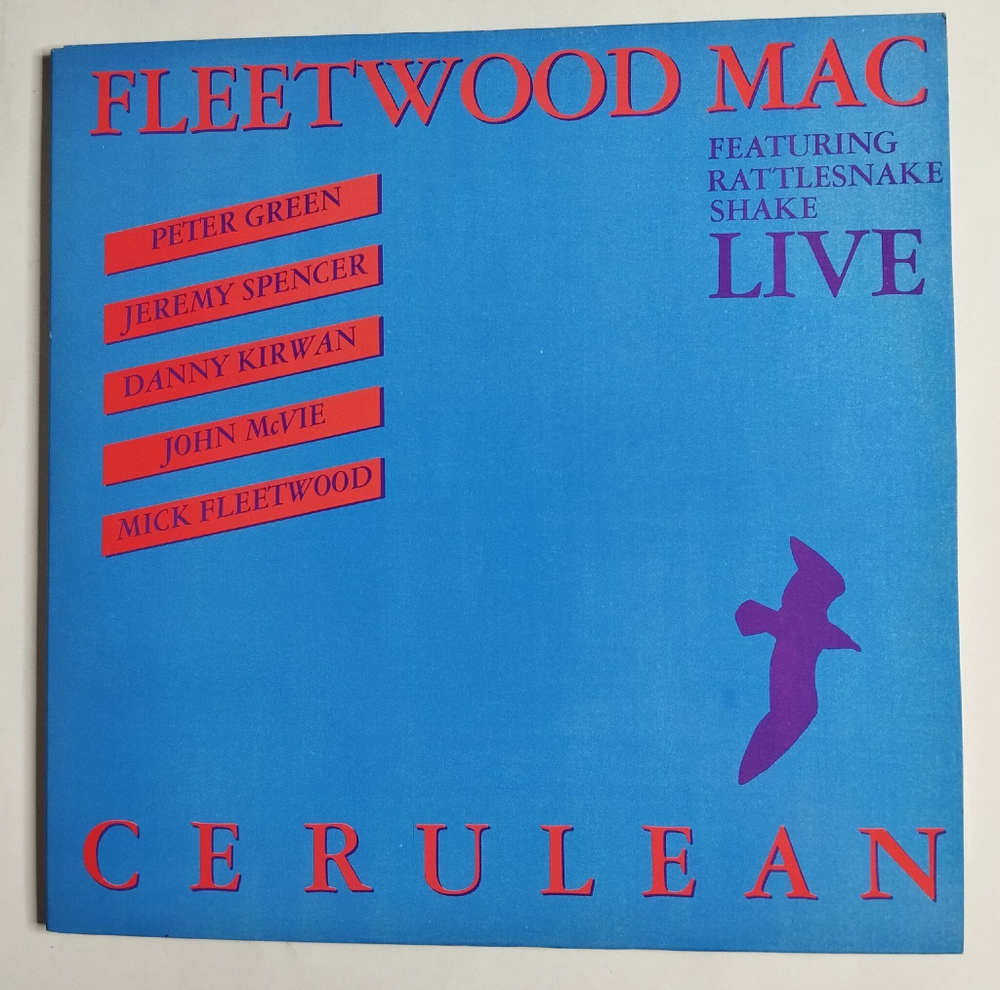 FLEETWOOD MAC
FEATURING
RATTLESNAKE
SHAKE
LIVE
PETER GREEN
JEREMY SPENCER
DANNY KIRWAN
JOHN McVIE
MICK FLEETWOOD
CERULEAN